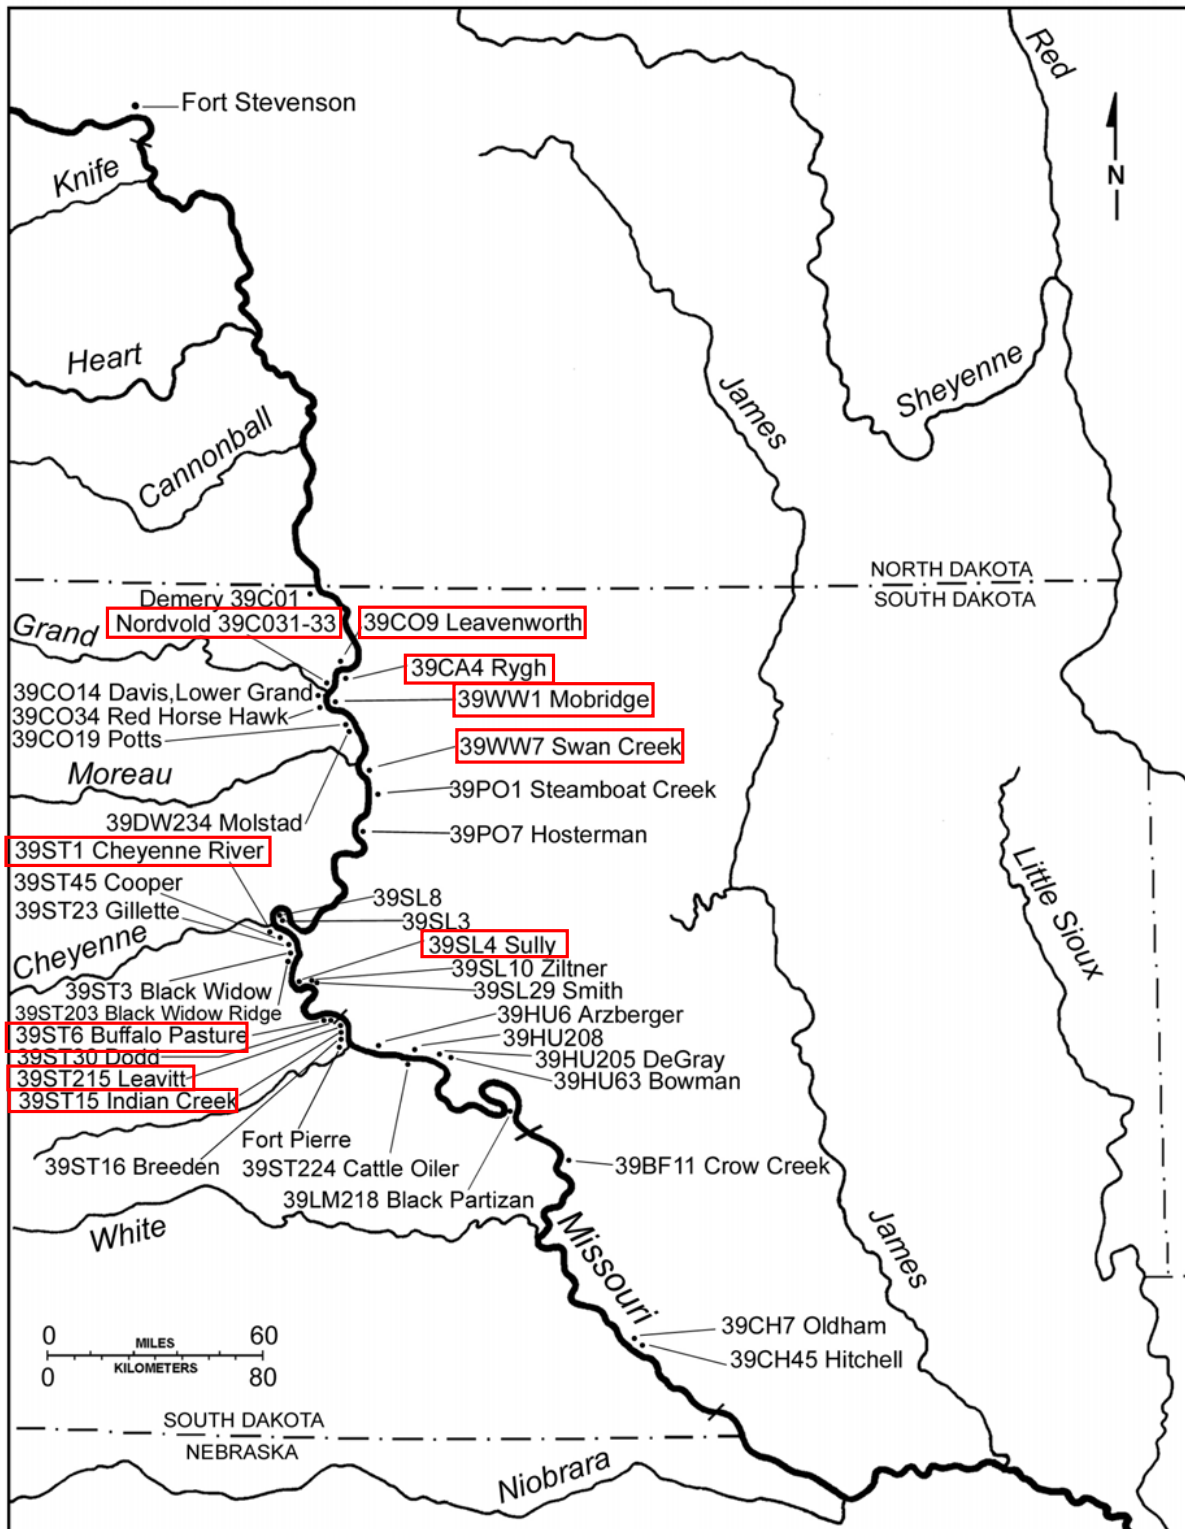 Red
Fort Stevenson
N
Knife
Heart
James
Sheyenne
Cannonball
NORTH DAKOTA
SOUTH DAKOTA
Demery 39C01
Nordvold 39C031-33
39CO9 Leavenworth
Grand
39CA4 Rygh
39CO14 Davis,Lower Grand
39WW1 Mobridge
39CO34 Red Horse Hawk
39CO19 Potts
39WW7 Swan Creek
Moreau
39PO1 Steamboat Creek
39DW234 Molstad
39PO7 Hosterman
39ST1 Cheyenne River
39ST45 Cooper
39SL8
39ST23 Gillette
39SL3
Cheyenne
39SL4 Sully
Little Sioux
39SL10 Ziltner
39ST3 Black Widow
39SL29 Smith
39ST203 Black Widow Ridge
39HU6 Arzberger
39ST6 Buffalo Pasture
39HU208
39ST30 Dodd
39HU205 DeGray
39ST215 Leavitt
39HU63 Bowman
39ST15 Indian Creek
Fort Pierre
39ST16 Breeden
39ST224 Cattle Oiler
39BF11 Crow Creek
39LM218 Black Partizan
White
Missouri
James
39CH7 Oldham
0 MILES 60
39CH45 Hitchell
0 KILOMETERS 80
SOUTH DAKOTA
NEBRASKA
Niobrara